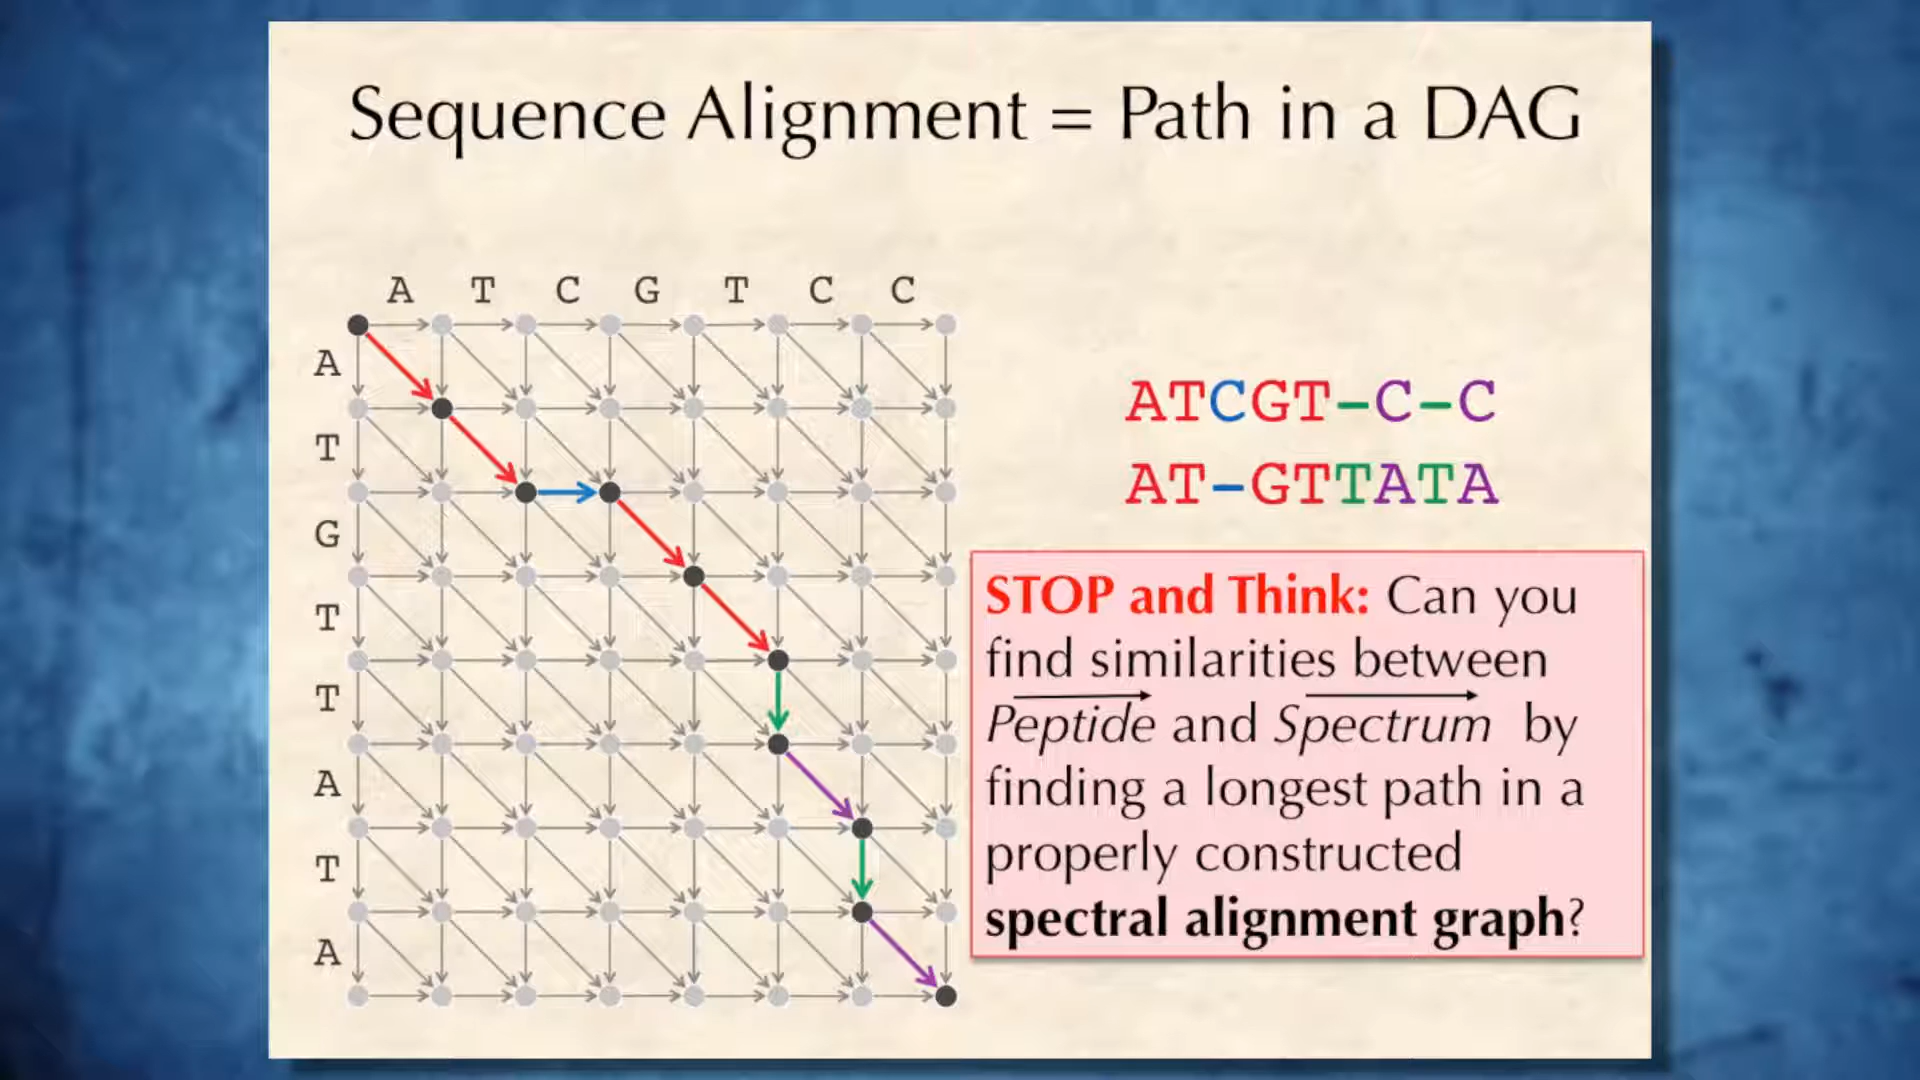 Sequence Alignment = Path in a DAG
A T C G T C C
A
T
G
T
T
A
T
A
ATCGT-C-C
AT-GTTATA
STOP and Think: Can you
find similarities between
Peptide and Spectrum by
finding a longest path in a
properly constructed
spectral alignment graph?